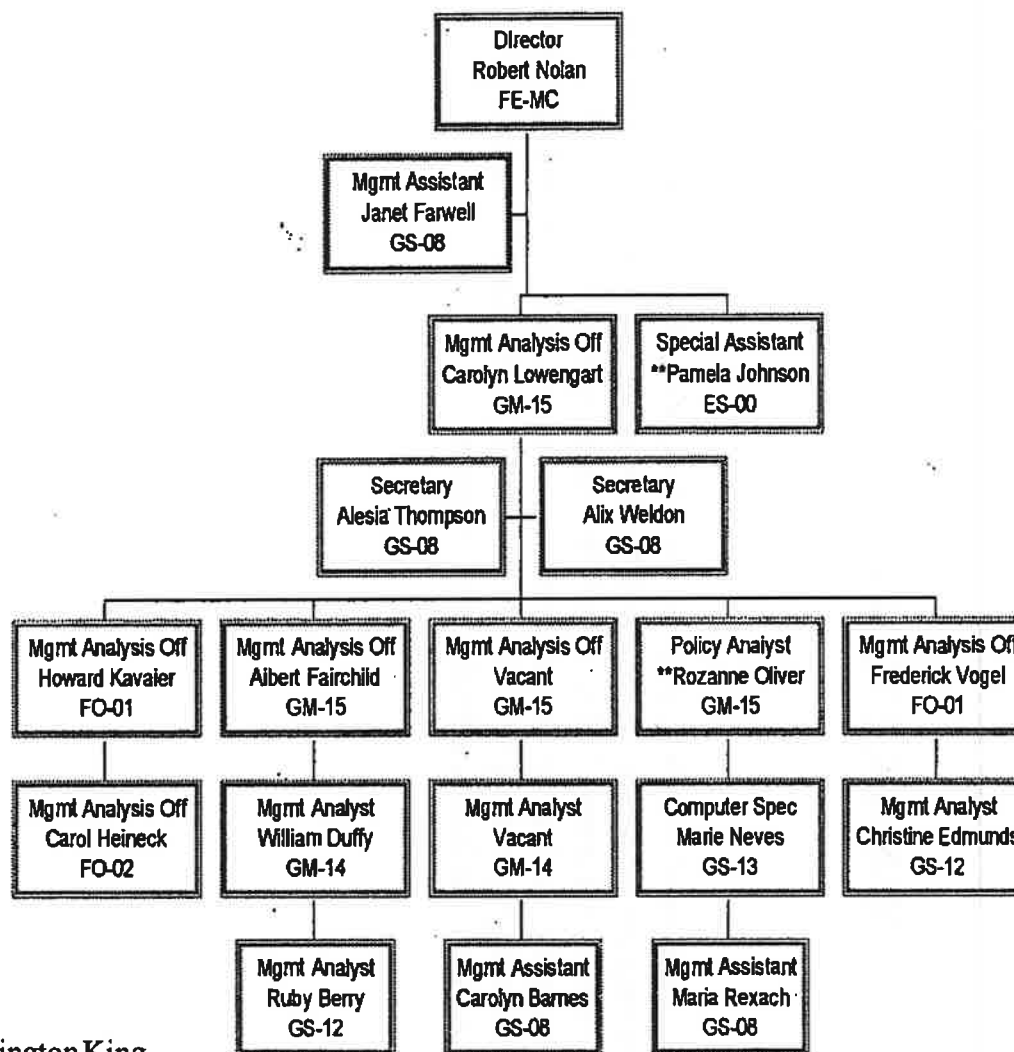 Director
Robert Nolan
FE-MC
Mgmt Assistant
Janet Farwell
GS-08
Mgmt Analysis Off
Carolyn Lowengart
GM-15
Special Assistant
**Pamela Johnson
ES-00
Secretary
Alesia Thompson
GS-08
Secretary
Alix Weldon
GS-08
Mgmt Analysis Off
Howard Kavaler
FO-01
Mgmt Analysis Off
Albert Fairchild
GM-15
Mgmt Analysis Off
Vacant
GM-15
Policy Analyst
**Rozanne Oliver
GM-15
Mgmt Analysis Off
Frederick Vogel
FO-01
Mgmt Analysis Off
Carol Heineck
FO-02
Mgmt Analyst
William Duffy
GM-14
Mgmt Analyst
Vacant
GM-14
Computer Spec
Marie Neves
GS-13
Mgmt Analyst
Christine Edmunds
GS-12
Mgmt Analyst
Ruby Berry
GS-12
Mgmt Assistant
Carolyn Barnes
GS-08
Mgmt Assistant
Maria Rexach
GS-08
ington King